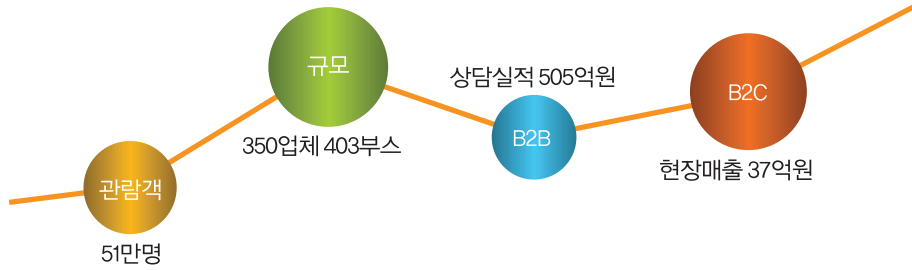 관람객
51만명
규모
350업체 403부스
상담실적 505억원
B2B
B2C
현장매출 37억원